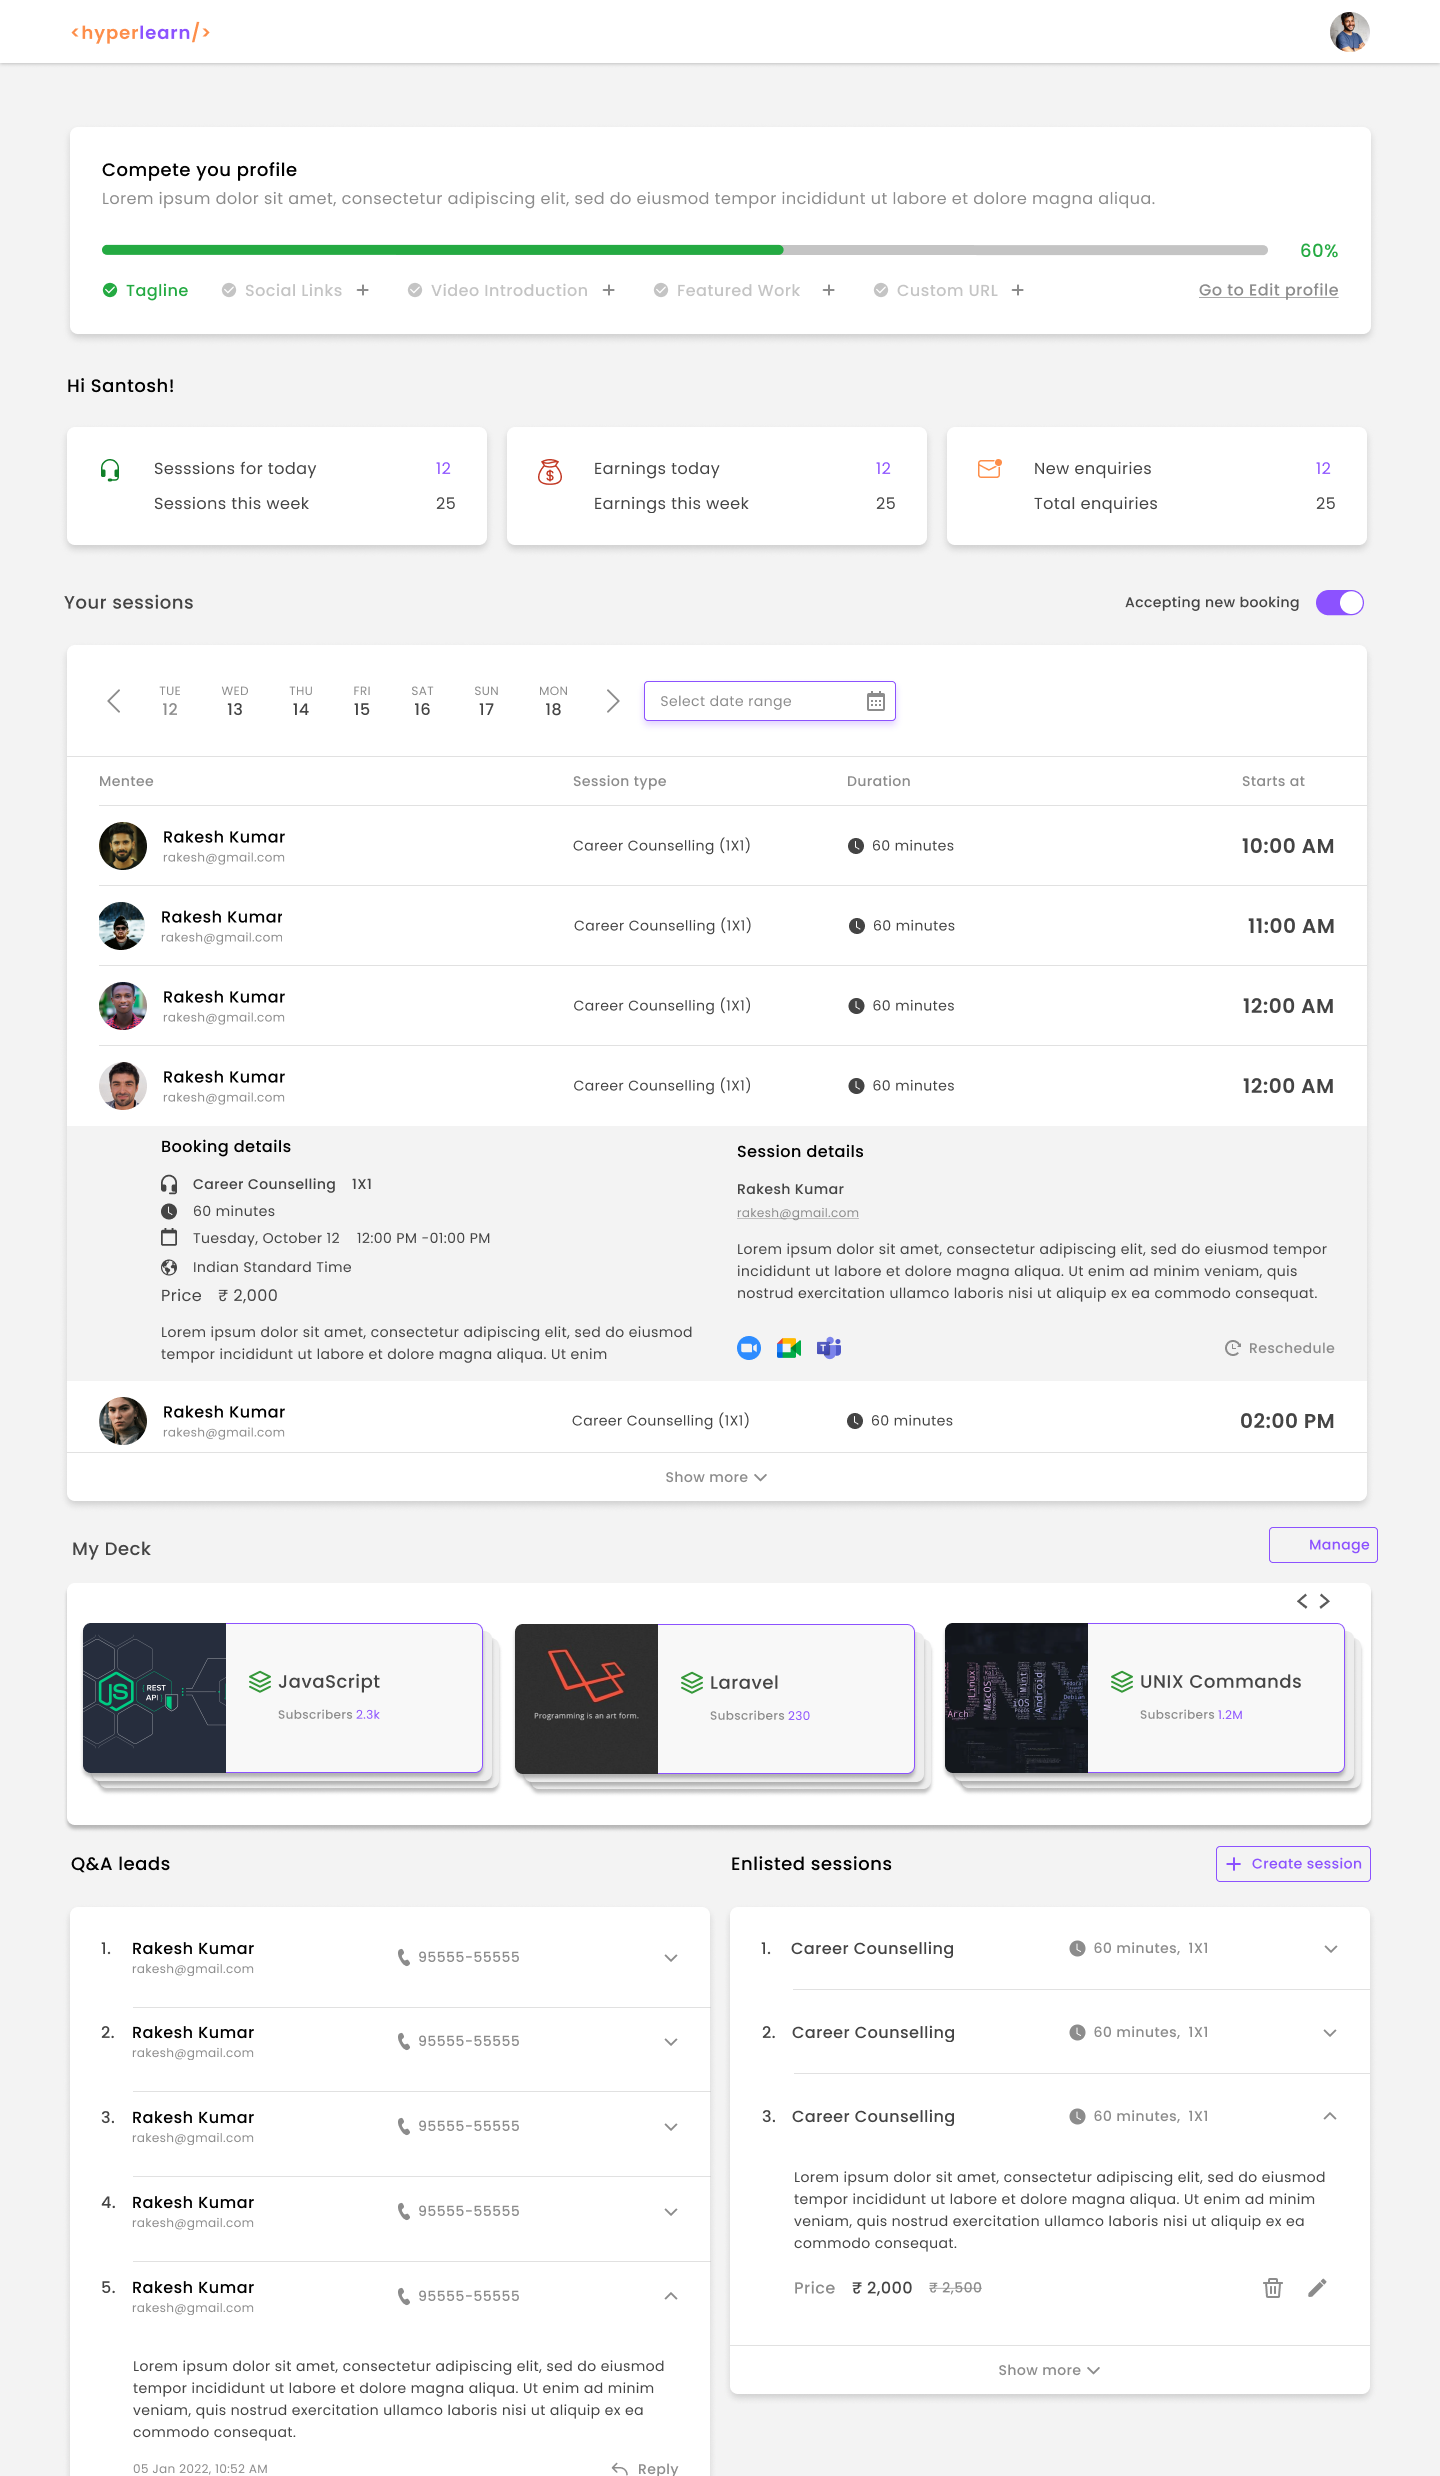 <hyperlearn/>
Compete you profile
Lorem ipsum dolor sit amet, consectetur adipiscing elit, sed do eiusmod tempor incididunt ut labore et dolore magna aliqua.
60%
Tagline Social Links + Video Introduction + Featured Work + Custom URL + Go to Edit profile
Hi Santosh!
Sesssions for today 12
Sessions this week 25
Earnings today 12
Earnings this week 25
New enquiries 12
Total enquiries 25
Your sessions
Accepting new booking
TUE WED THU FRI SAT SUN MON
12 13 14 15 16 17 18
Select date range
Mentee Session type Duration Starts at
Rakesh Kumar
rakesh@gmail.com
Career Counselling (1X1) 60 minutes 10:00 AM
Rakesh Kumar
rakesh@gmail.com
Career Counselling (1X1) 60 minutes 11:00 AM
Rakesh Kumar
rakesh@gmail.com
Career Counselling (1X1) 60 minutes 12:00 AM
Rakesh Kumar
rakesh@gmail.com
Career Counselling (1X1) 60 minutes 12:00 AM
Booking details
Career Counselling 1X1
60 minutes
Tuesday, October 12 12:00 PM -01:00 PM
Indian Standard Time
Price ₹ 2,000
Lorem ipsum dolor sit amet, consectetur adipiscing elit, sed do eiusmod
tempor incididunt ut labore et dolore magna aliqua. Ut enim
Session details
Rakesh Kumar
rakesh@gmail.com
Lorem ipsum dolor sit amet, consectetur adipiscing elit, sed do eiusmod tempor
incididunt ut labore et dolore magna aliqua. Ut enim ad minim veniam, quis
nostrud exercitation ullamco laboris nisi ut aliquip ex ea commodo consequat.
Reschedule
Rakesh Kumar
rakesh@gmail.com
Career Counselling (1X1) 60 minutes 02:00 PM
Show more
My Deck
Manage
JS
{ REST
API }
JavaScript
Subscribers 2.3k
Programming is an art form.
Laravel
Subscribers 230
UNIX
Linux
MacOS
iOS
Mint
Android
Fedora
Debian
Arch
UNIX Commands
Subscribers 1.2M
Q&A leads
1. Rakesh Kumar
rakesh@gmail.com
95555-55555
2. Rakesh Kumar
rakesh@gmail.com
95555-55555
3. Rakesh Kumar
rakesh@gmail.com
95555-55555
4. Rakesh Kumar
rakesh@gmail.com
95555-55555
5. Rakesh Kumar
rakesh@gmail.com
95555-55555
Lorem ipsum dolor sit amet, consectetur adipiscing elit, sed do eiusmod
tempor incididunt ut labore et dolore magna aliqua. Ut enim ad minim
veniam, quis nostrud exercitation ullamco laboris nisi ut aliquip ex ea
commodo consequat.
05 Jan 2022, 10:52 AM
Reply
Enlisted sessions
+ Create session
1. Career Counselling 60 minutes, 1X1
2. Career Counselling 60 minutes, 1X1
3. Career Counselling 60 minutes, 1X1
Lorem ipsum dolor sit amet, consectetur adipiscing elit, sed do eiusmod
tempor incididunt ut labore et dolore magna aliqua. Ut enim ad minim
veniam, quis nostrud exercitation ullamco laboris nisi ut aliquip ex ea
commodo consequat.
Price ₹ 2,000 ₹ 2,500
Show more